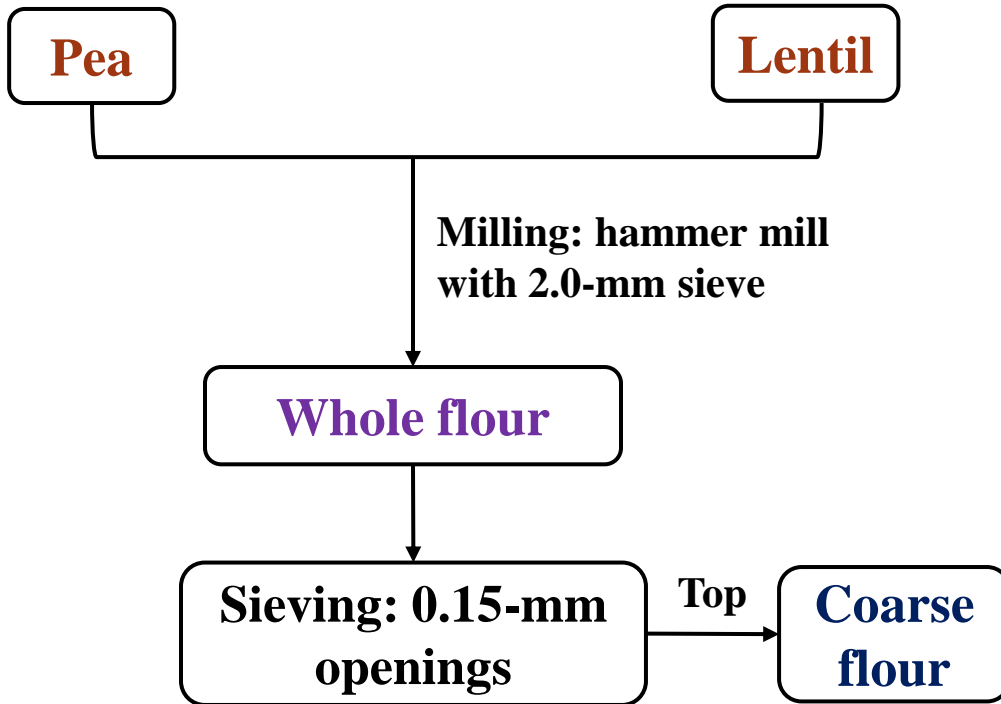 Pea
Lentil
Milling: hammer mill
with 2.0-mm sieve
Whole flour
Sieving: 0.15-mm
openings
Top
Coarse
flour